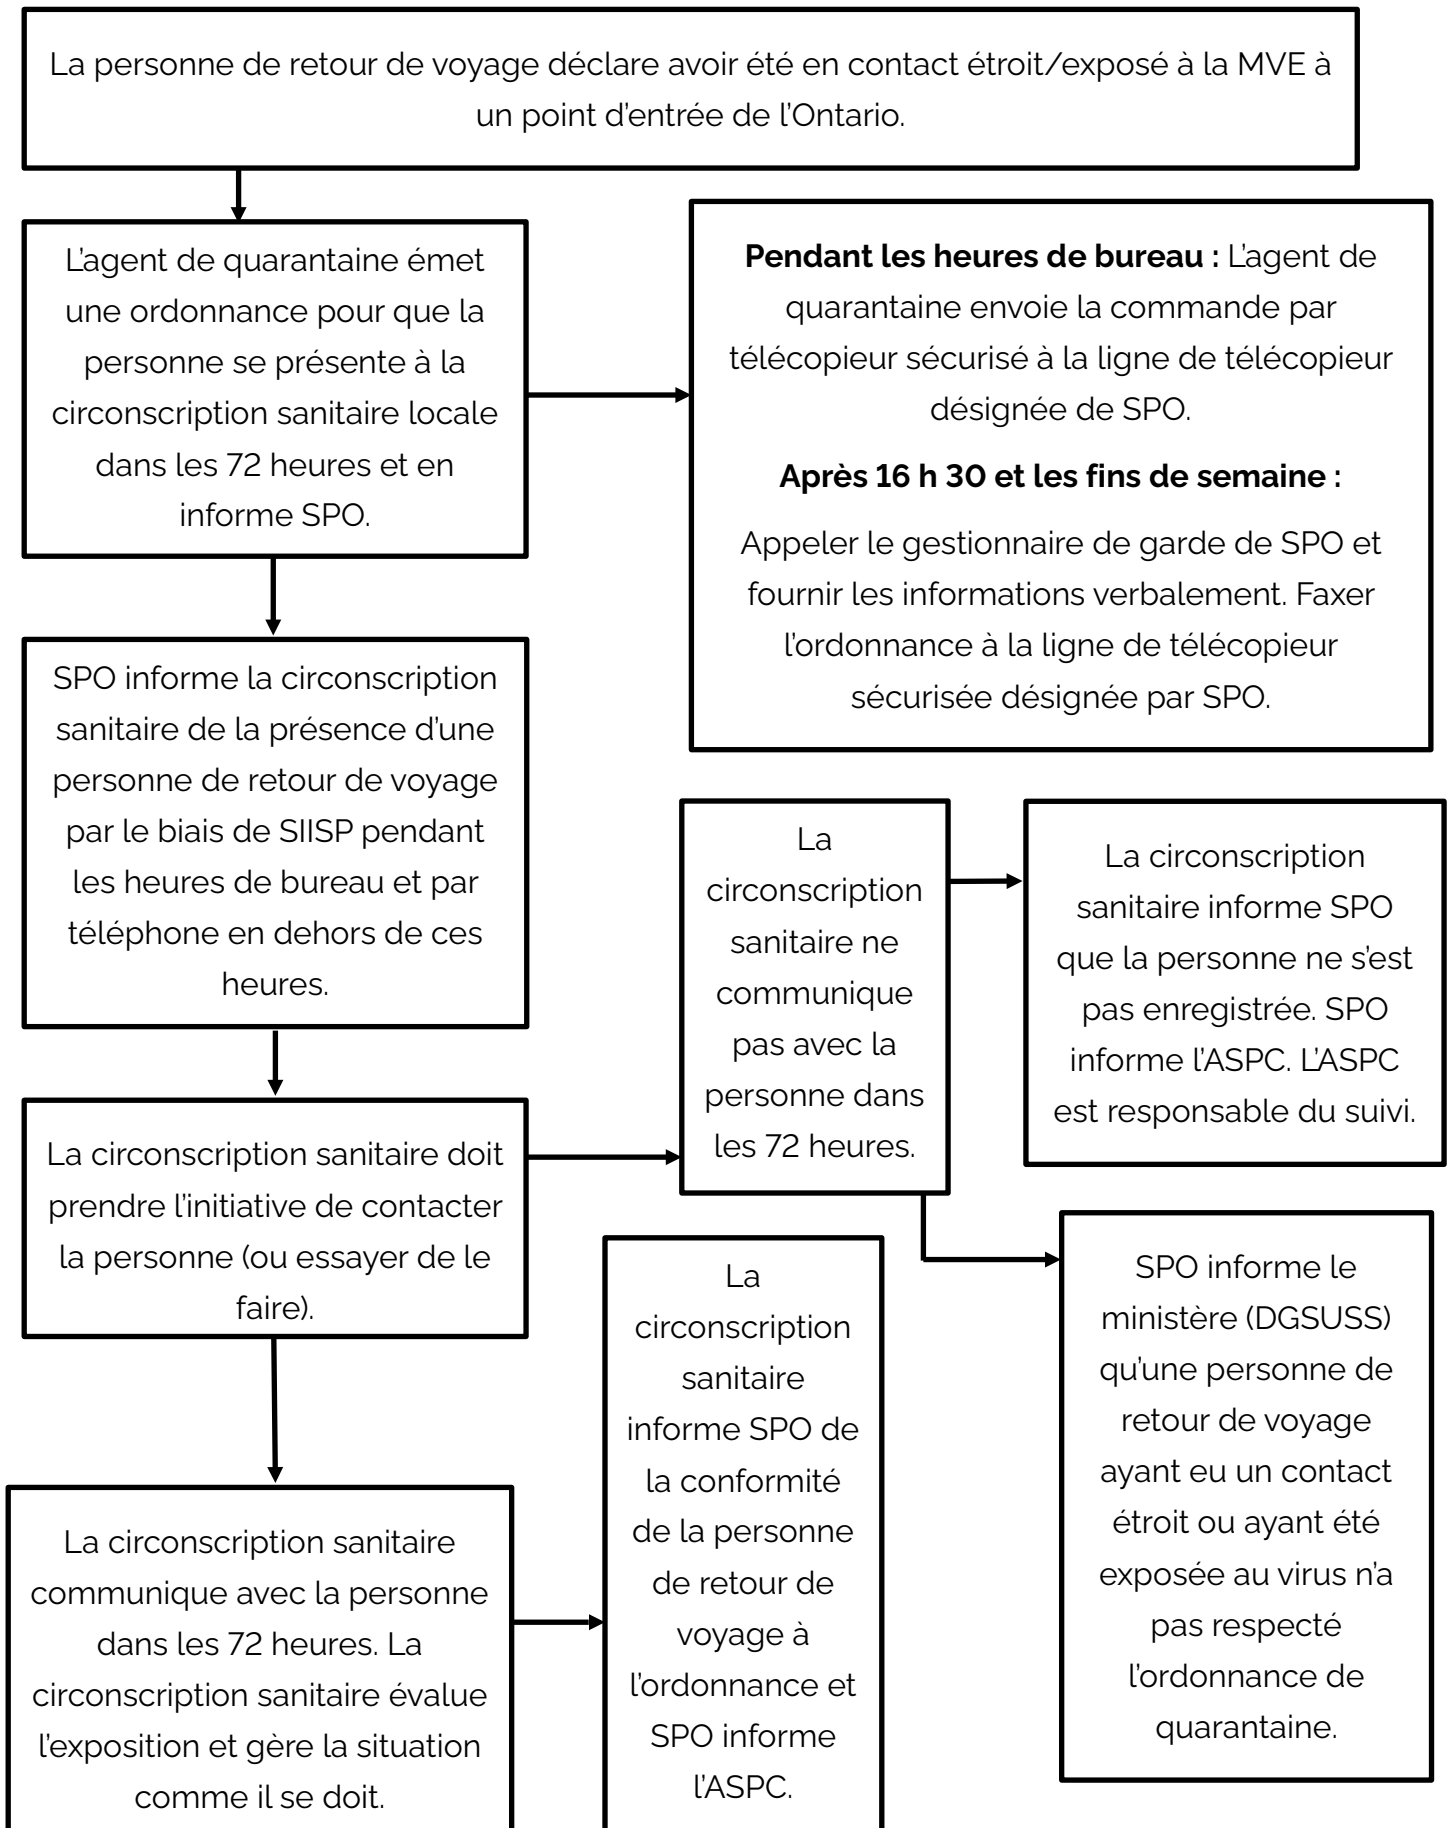 La personne de retour de voyage déclare avoir été en contact étroit/exposé à la MVE à
un point d'entrée de l'Ontario.
L'agent de quarantaine émet
une ordonnance pour que la
personne se présente à la
circonscription sanitaire locale
dans les 72 heures et en
informe SPO.
Pendant les heures de bureau : L'agent de
quarantaine envoie la commande par
télécopieur sécurisé à la ligne de télécopieur
désignée de SPO.
Après 16 h 30 et les fins de semaine :
Appeler le gestionnaire de garde de SPO et
fournir les informations verbalement. Faxer
l'ordonnance à la ligne de télécopieur
sécurisée désignée par SPO.
SPO informe la circonscription
sanitaire de la présence d'une
personne de retour de voyage
par le biais de SIISP pendant
les heures de bureau et par
téléphone en dehors de ces
heures.
La
circonscription
sanitaire ne
communique
pas avec la
personne dans
les 72 heures.
La circonscription
sanitaire informe SPO
que la personne ne s'est
pas enregistrée. SPO
informe l'ASPC. L'ASPC
est responsable du suivi.
La circonscription sanitaire doit
prendre l'initiative de contacter
la personne (ou essayer de le
faire).
SPO informe le
ministère (DGSUSS)
qu'une personne de
retour de voyage
ayant eu un contact
étroit ou ayant été
exposée au virus n'a
pas respecté
l'ordonnance de
quarantaine.
La circonscription sanitaire
communique avec la personne
dans les 72 heures. La
circonscription sanitaire évalue
l'exposition et gère la situation
comme il se doit.
La
circonscription
sanitaire
informe SPO de
la conformité
de la personne
de retour de
voyage à
l'ordonnance et
SPO informe
l'ASPC.